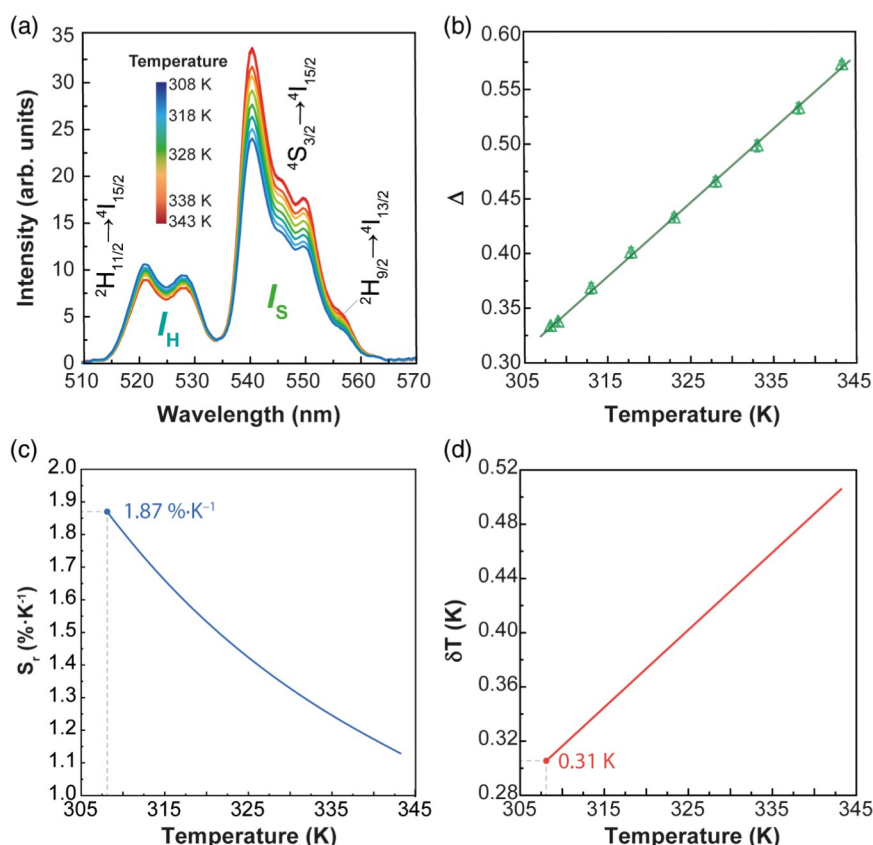 (a)
Intensity (arb. units)
35
30
25
20
15
10
5
0
510 520 530 540 550 560 570
Wavelength (nm)
Temperature
308 K
318 K
328 K
338 K
343 K
²H₁₁/₂→⁴I₁₅/₂
⁴S₃/₂→⁴I₁₅/₂
²H₉/₂→⁴I₁₃/₂
I_H
I_S
(b)
Δ
0.60
0.55
0.50
0.45
0.40
0.35
0.30
305 315 325 335 345
Temperature (K)
(c)
Sᵣ (%·K⁻¹)
2.0
1.9
1.8
1.7
1.6
1.5
1.4
1.3
1.2
1.1
1.0
1.87 %·K⁻¹
305 315 325 335 345
Temperature (K)
(d)
δT (K)
0.52
0.48
0.44
0.40
0.36
0.32
0.28
0.31 K
305 315 325 335 345
Temperature (K)